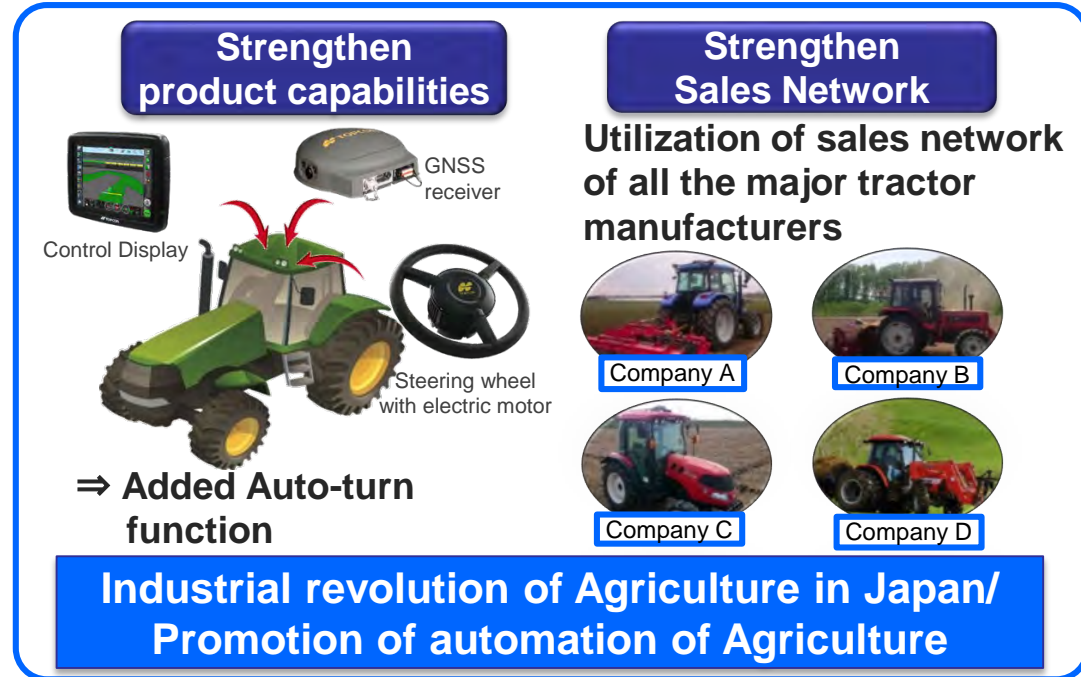 Strengthen
product capabilities
Strengthen
Sales Network
TOPCON
GNSS
receiver
Control Display
Steering wheel
with electric motor
⇒ Added Auto-turn
function
Utilization of sales network
of all the major tractor
manufacturers
Company A
Company B
Company C
Company D
Industrial revolution of Agriculture in Japan/
Promotion of automation of Agriculture